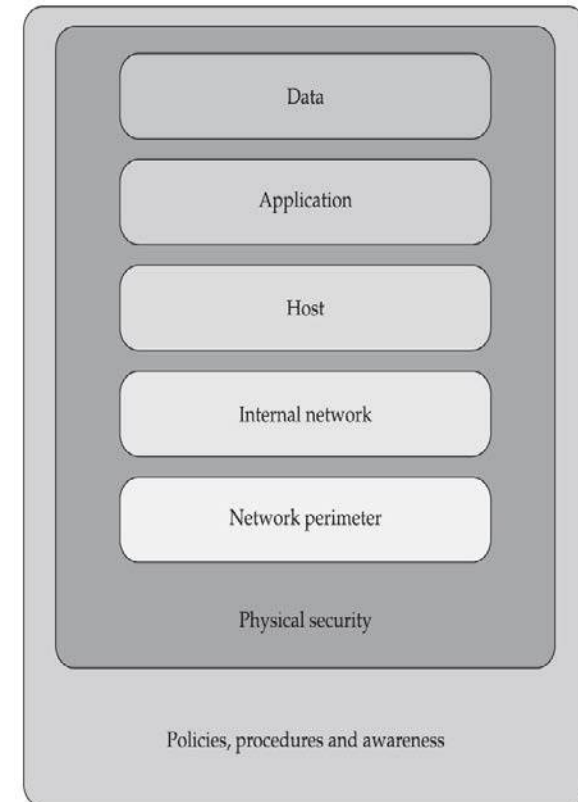 Data
Application
Host
Internal network
Network perimeter
Physical security
Policies, procedures and awareness